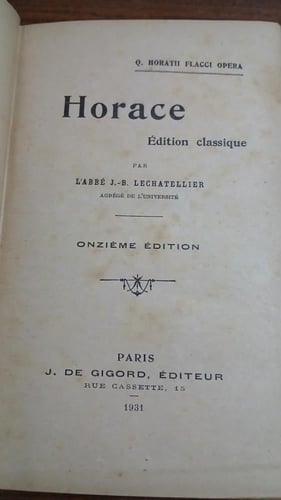 Q. HORATII FLACCI OPERA
Horace
Édition classique
PAR
L'ABBÉ J.-B. LECHATELLIER
AGRÉGÉ DE L'UNIVERSITÉ
ONZIÈME ÉDITION
PARIS
J. DE GIGORD, ÉDITEUR
RUE CASSETTE, 15
1931